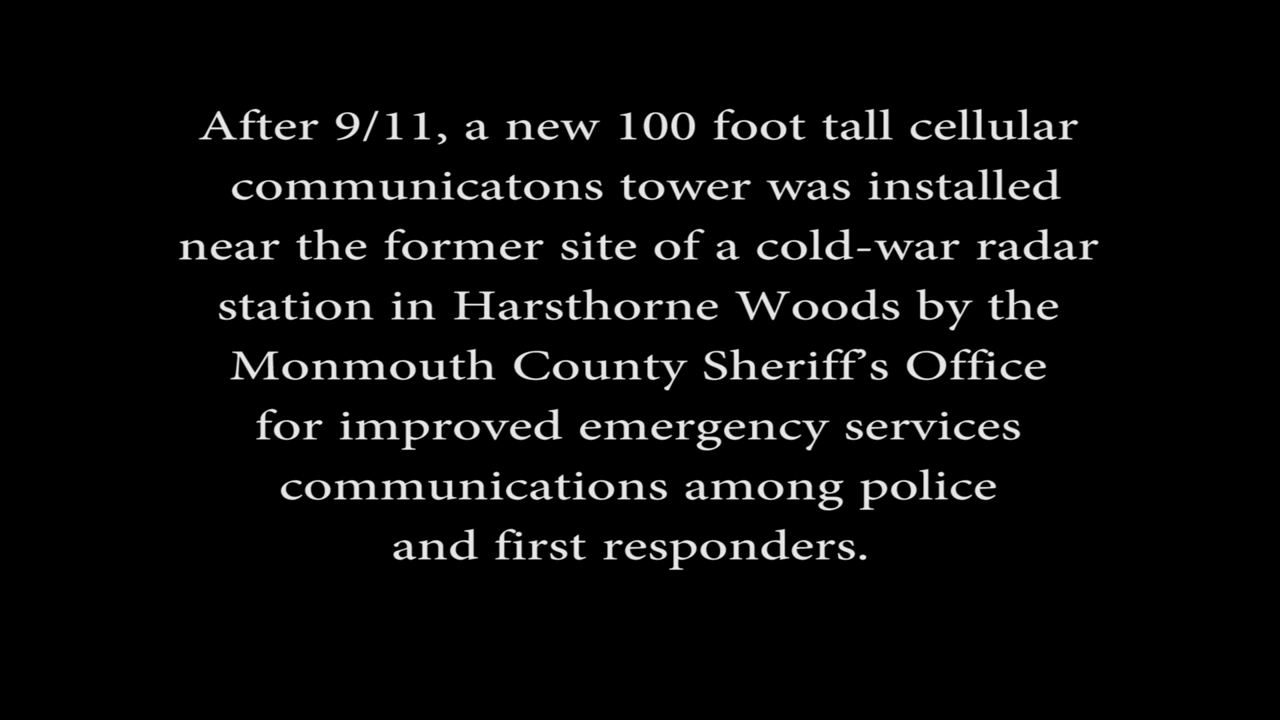 After 9/11, a new 100 foot tall cellular
communicatons tower was installed
near the former site of a cold-war radar
station in Harsthorne Woods by the
Monmouth County Sheriff’s Office
for improved emergency services
communications among police
and first responders.